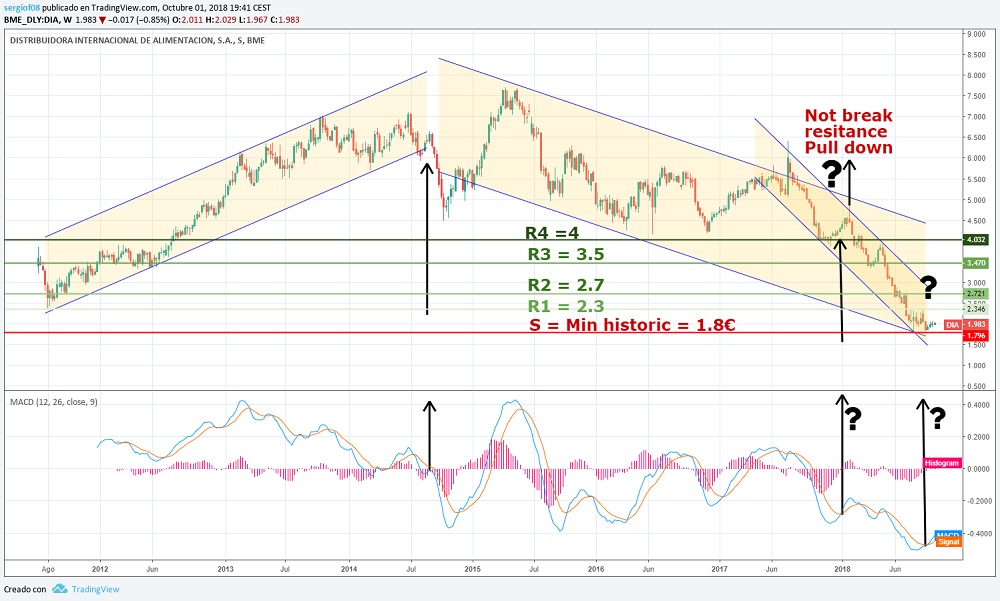 sergiof08 publicado en TradingView.com, Octubre 01, 2018 19:41 CEST
BME_DLY:DIA, W 1.983 ▼ −0.017 (−0.85%) O:2.011 H:2.029 L:1.967 C:1.983
DISTRIBUIDORA INTERNACIONAL DE ALIMENTACION, S.A., S, BME
9.000
8.500
8.000
7.500
7.000
6.500
6.000
5.500
5.000
4.500
4.032
3.470
3.000
2.721
2.500
2.346
DIA 1.983
1.796
1.500
1.000
0.500
Not break
resitance
Pull down
?
R4 =4
R3 = 3.5
R2 = 2.7
?
R1 = 2.3
S = Min historic = 1.8€
MACD (12, 26, close, 9)
? ?
0.4000
0.2000
0.0000
-0.2000
-0.4000
Histogram
MACD
Signal
Ago 2012 Jun 2013 Jul 2014 Jul 2015 Jul 2016 Jun 2017 Jun 2018 Jun
Creado con TradingView